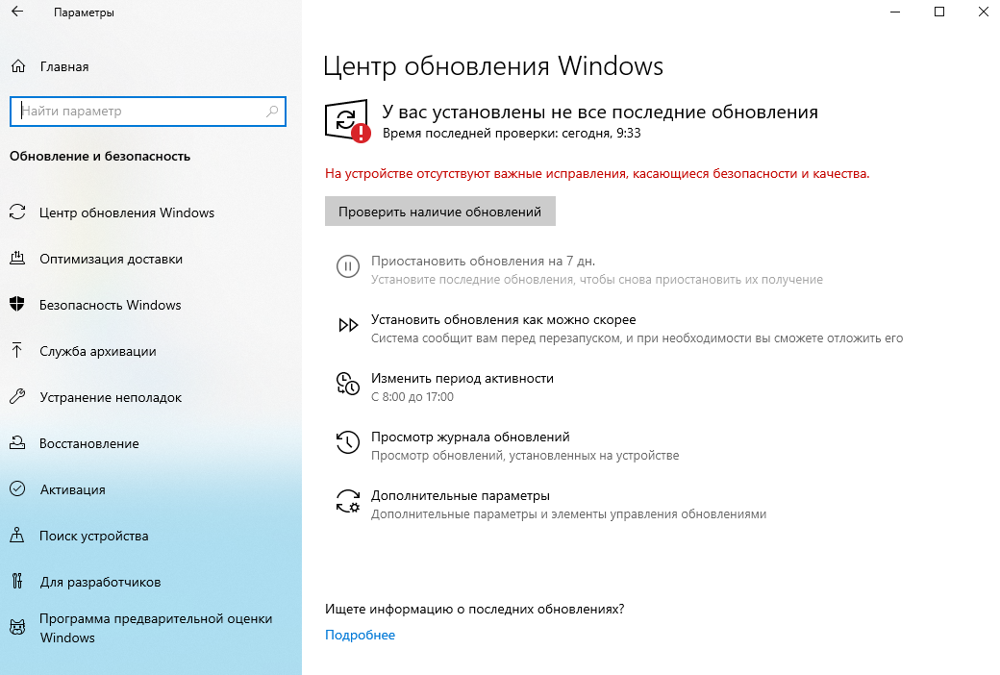 Параметры
Главная
Найти параметр
Обновление и безопасность
Центр обновления Windows
Оптимизация доставки
Безопасность Windows
Служба архивации
Устранение неполадок
Восстановление
Активация
Поиск устройства
Для разработчиков
Программа предварительной оценки
Windows
Центр обновления Windows
У вас установлены не все последние обновления
Время последней проверки: сегодня, 9:33
На устройстве отсутствуют важные исправления, касающиеся безопасности и качества.
Проверить наличие обновлений
Приостановить обновления на 7 дн.
Установите последние обновления, чтобы снова приостановить их получение
Установить обновления как можно скорее
Система сообщит вам перед перезапуском, и при необходимости вы сможете отложить его
Изменить период активности
С 8:00 до 17:00
Просмотр журнала обновлений
Просмотр обновлений, установленных на устройстве
Дополнительные параметры
Дополнительные параметры и элементы управления обновлениями
Ищете информацию о последних обновлениях?
Подробнее